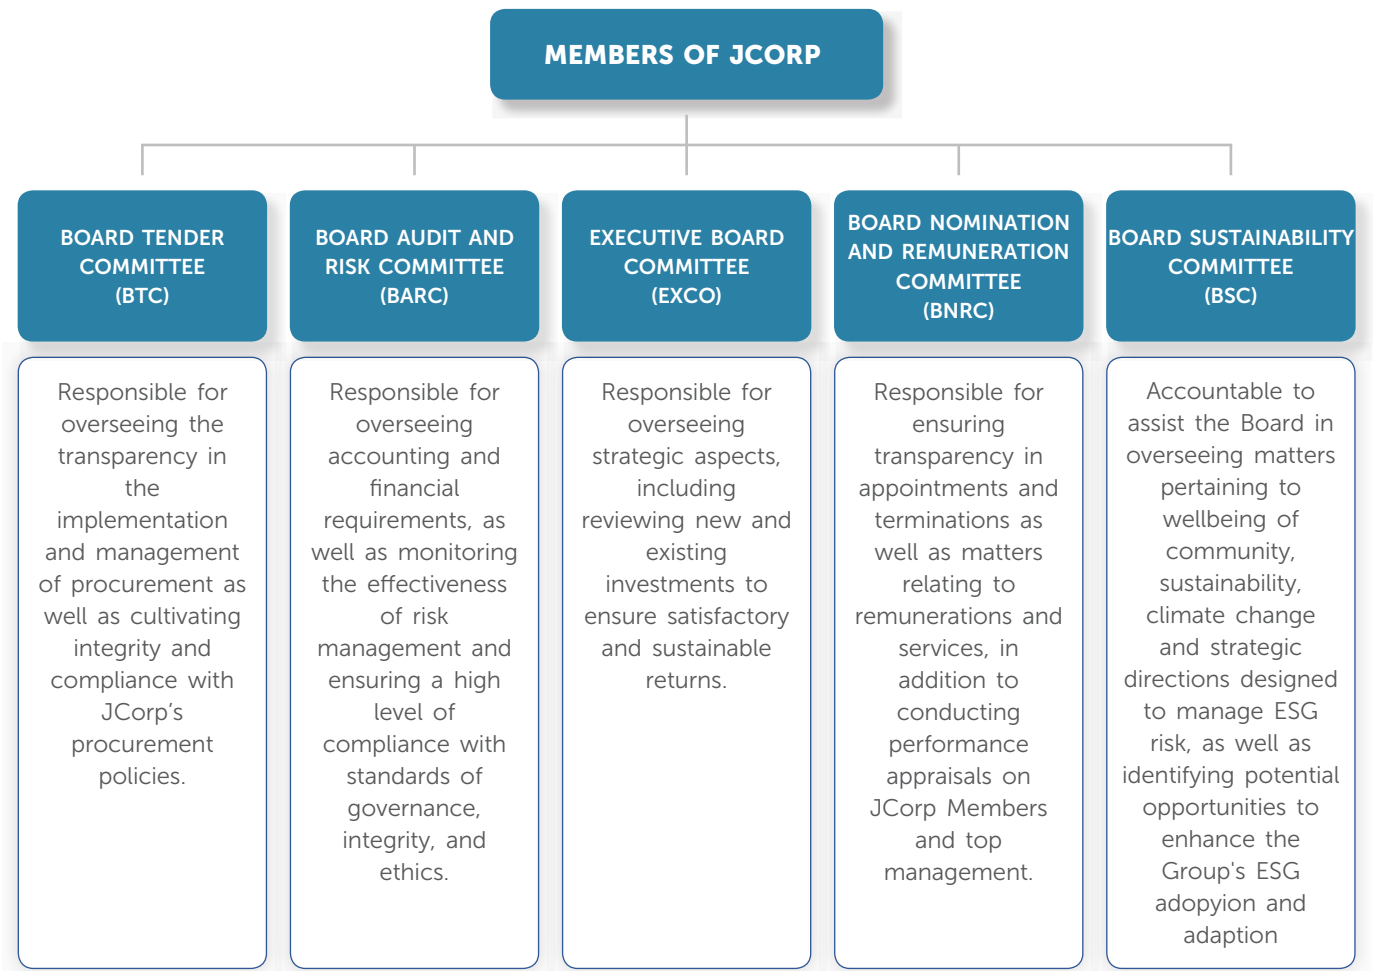 MEMBERS OF JCORP
BOARD TENDER
COMMITTEE
(BTC)
Responsible for
overseeing the
transparency in
the
implementation
and management
of procurement as
well as cultivating
integrity and
compliance with
JCorp’s
procurement
policies.
BOARD AUDIT AND
RISK COMMITTEE
(BARC)
Responsible for
overseeing
accounting and
financial
requirements, as
well as monitoring
the effectiveness
of risk
management and
ensuring a high
level of
compliance with
standards of
governance,
integrity, and
ethics.
EXECUTIVE BOARD
COMMITTEE
(EXCO)
Responsible for
overseeing
strategic aspects,
including
reviewing new and
existing
investments to
ensure satisfactory
and sustainable
returns.
BOARD NOMINATION
AND REMUNERATION
COMMITTEE
(BNRC)
Responsible for
ensuring
transparency in
appointments and
terminations as
well as matters
relating to
remunerations and
services, in
addition to
conducting
performance
appraisals on
JCorp Members
and top
management.
BOARD SUSTAINABILITY
COMMITTEE
(BSC)
Accountable to
assist the Board in
overseeing matters
pertaining to
wellbeing of
community,
sustainability,
climate change
and strategic
directions designed
to manage ESG
risk, as well as
identifying potential
opportunities to
enhance the
Group's ESG
adopyion and
adaption